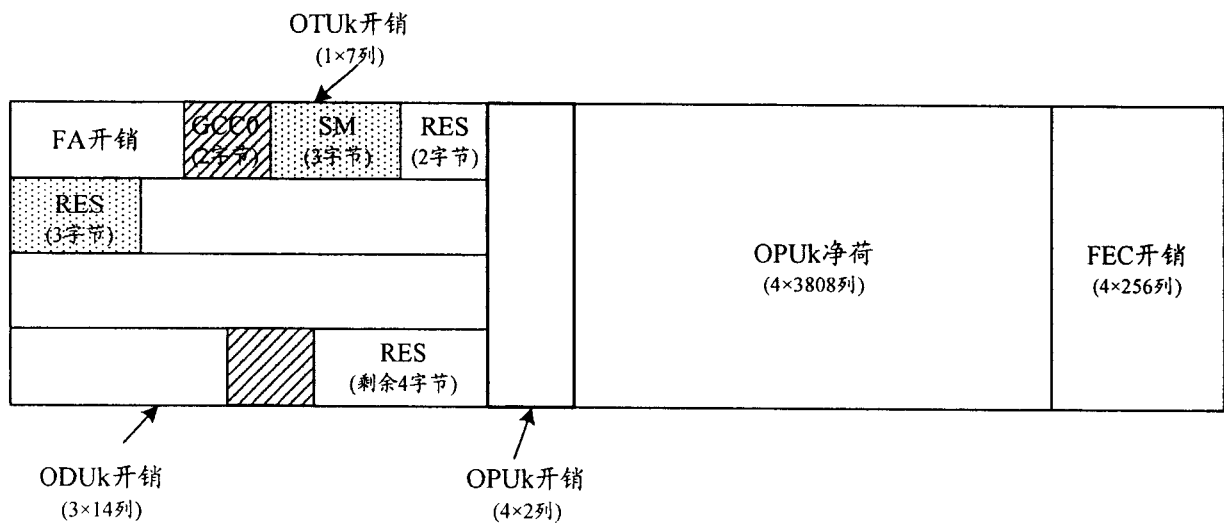 OTUk开销
(1×7列)
FA开销
GCC0
(2字节)
SM
(3字节)
RES
(2字节)
RES
(3字节)
OPUk净荷
(4×3808列)
FEC开销
(4×256列)
RES
(剩余4字节)
ODUk开销
(3×14列)
OPUk开销
(4×2列)